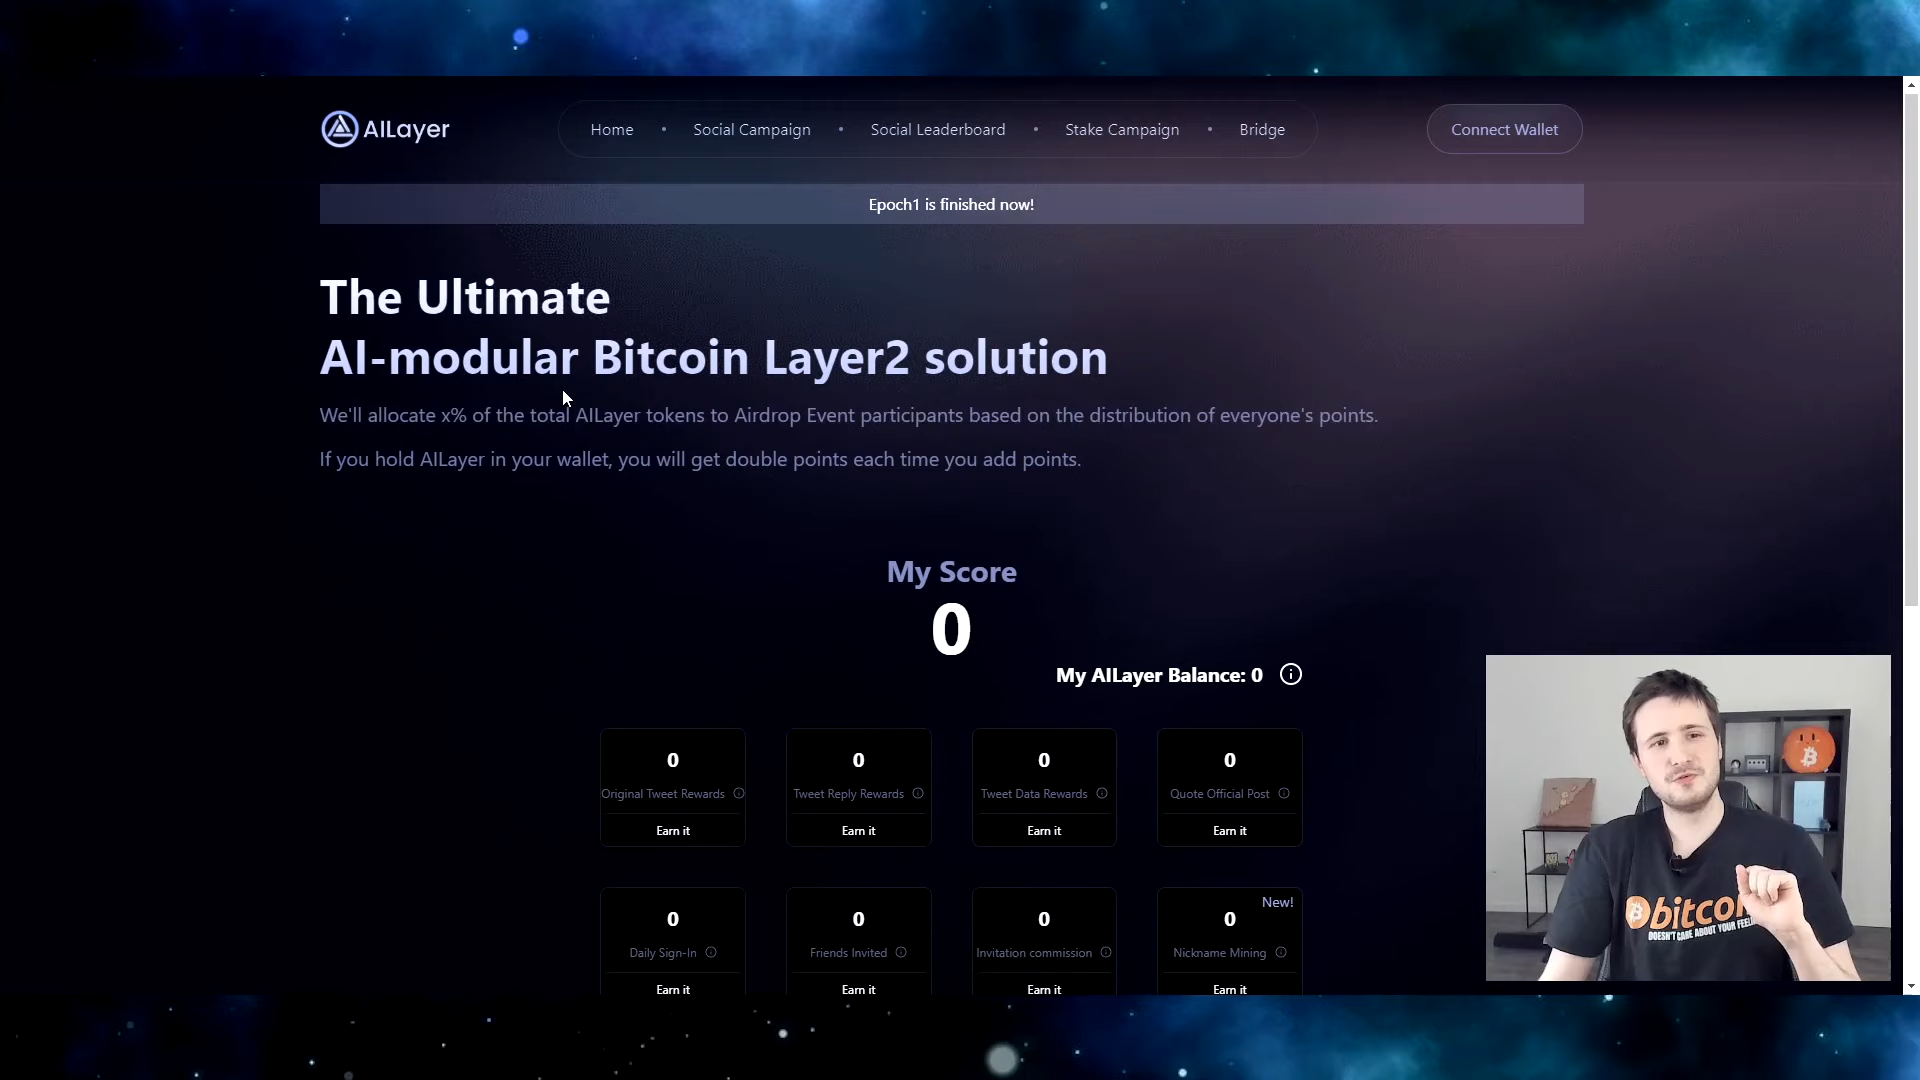 AILayer
Home • Social Campaign • Social Leaderboard • Stake Campaign • Bridge
Connect Wallet
Epoch1 is finished now!
The Ultimate
AI-modular Bitcoin Layer2 solution
We'll allocate x% of the total AILayer tokens to Airdrop Event participants based on the distribution of everyone's points.
If you hold AILayer in your wallet, you will get double points each time you add points.
My Score
0
My AILayer Balance: 0
0 0 0 0
Original Tweet Rewards Tweet Reply Rewards Tweet Data Rewards Quote Official Post
Earn it Earn it Earn it Earn it
New!
0 0 0 0
Daily Sign-In Friends Invited Invitation commission Nickname Mining
Earn it Earn it Earn it Earn it
DOESN'T CARE ABOUT YOUR